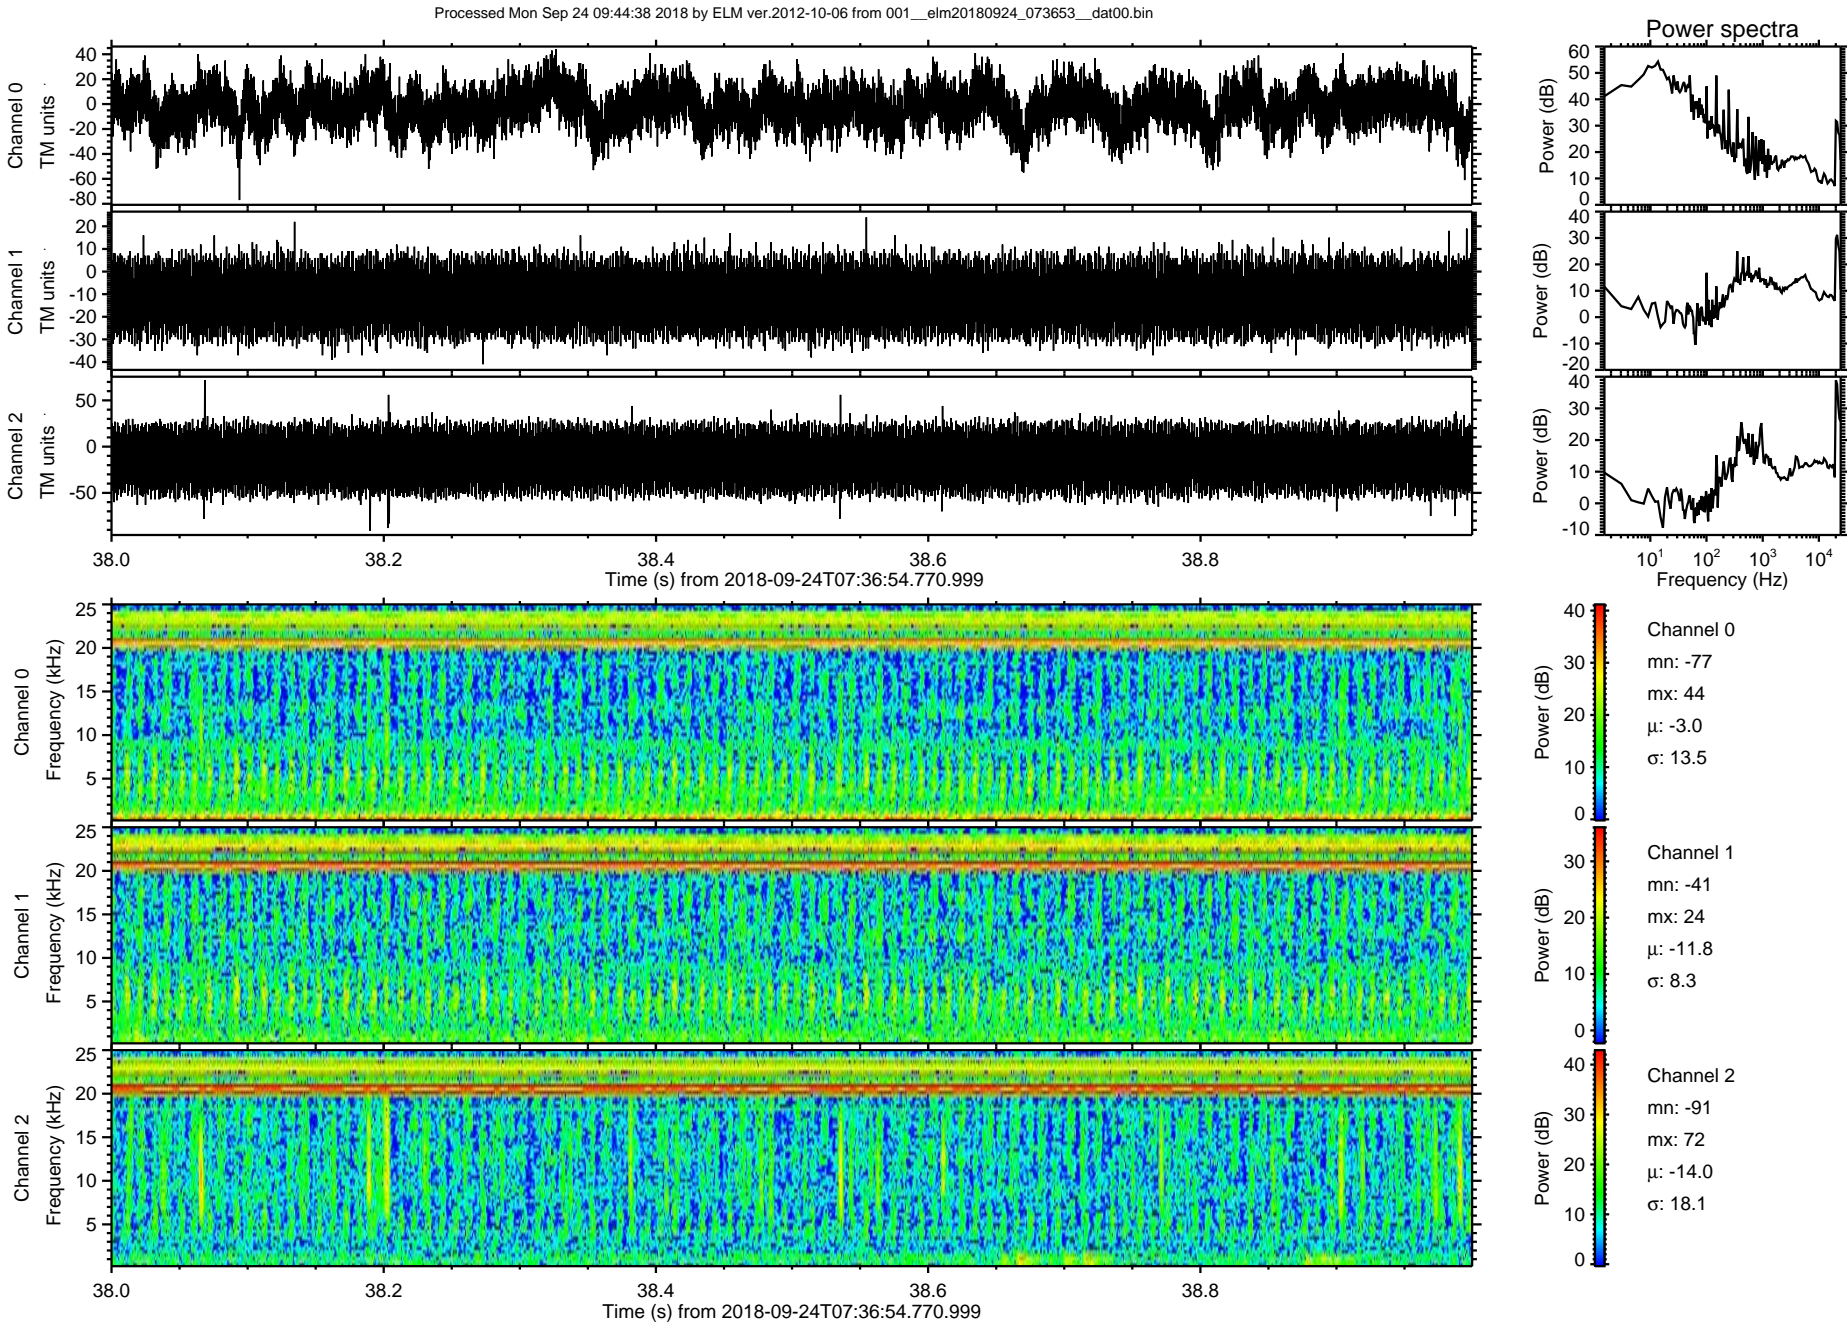 Processed Mon Sep 24 09:44:38 2018 by ELM ver.2012-10-06 from 001__elm20180924_073653__dat00.bin
Power spectra
Channel 0
TM units
40
20
0
-20
-40
-60
-80
Power (dB)
60
50
40
30
20
10
0
Channel 1
TM units
20
10
0
-10
-20
-30
-40
Power (dB)
40
30
20
10
0
-10
-20
Channel 2
TM units
50
0
-50
Power (dB)
40
30
20
10
0
-10
38.0 38.2 38.4 38.6 38.8
Time (s) from 2018-09-24T07:36:54.770.999
10^1 10^2 10^3 10^4
Frequency (Hz)
Channel 0
Frequency (kHz)
25
20
15
10
5
Power (dB)
40
30
20
10
0
Channel 0
mn: -77
mx: 44
μ: -3.0
σ: 13.5
Channel 1
Frequency (kHz)
25
20
15
10
5
Power (dB)
30
20
10
0
Channel 1
mn: -41
mx: 24
μ: -11.8
σ: 8.3
Channel 2
Frequency (kHz)
25
20
15
10
5
Power (dB)
40
30
20
10
0
Channel 2
mn: -91
mx: 72
μ: -14.0
σ: 18.1
38.0 38.2 38.4 38.6 38.8
Time (s) from 2018-09-24T07:36:54.770.999